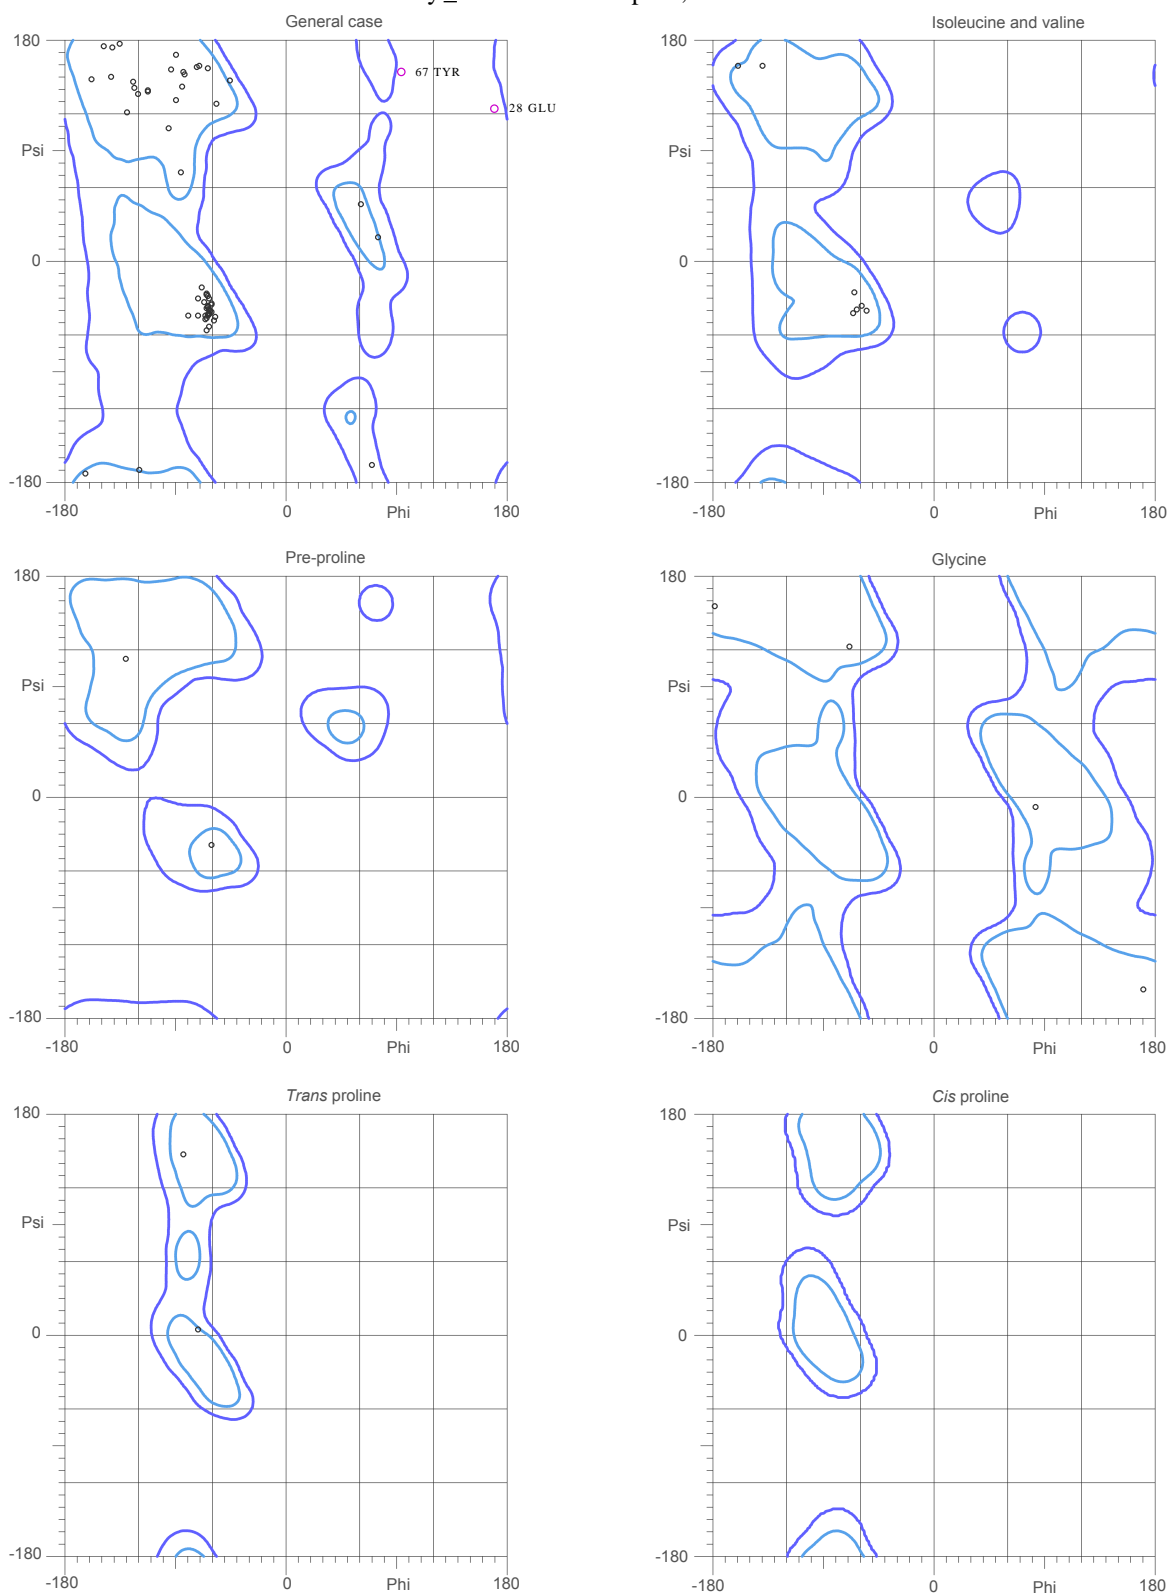 General case
Isoleucine and valine
180
180
67 TYR
28 GLU
Psi
Psi
0
0
-180
-180
-180
0
Phi
180
-180
0
Phi
180
Pre-proline
Glycine
180
180
Psi
Psi
0
0
-180
-180
-180
0
Phi
180
-180
0
Phi
180
Trans proline
Cis proline
180
180
Psi
Psi
0
0
-180
-180
-180
0
Phi
180
-180
0
Phi
180